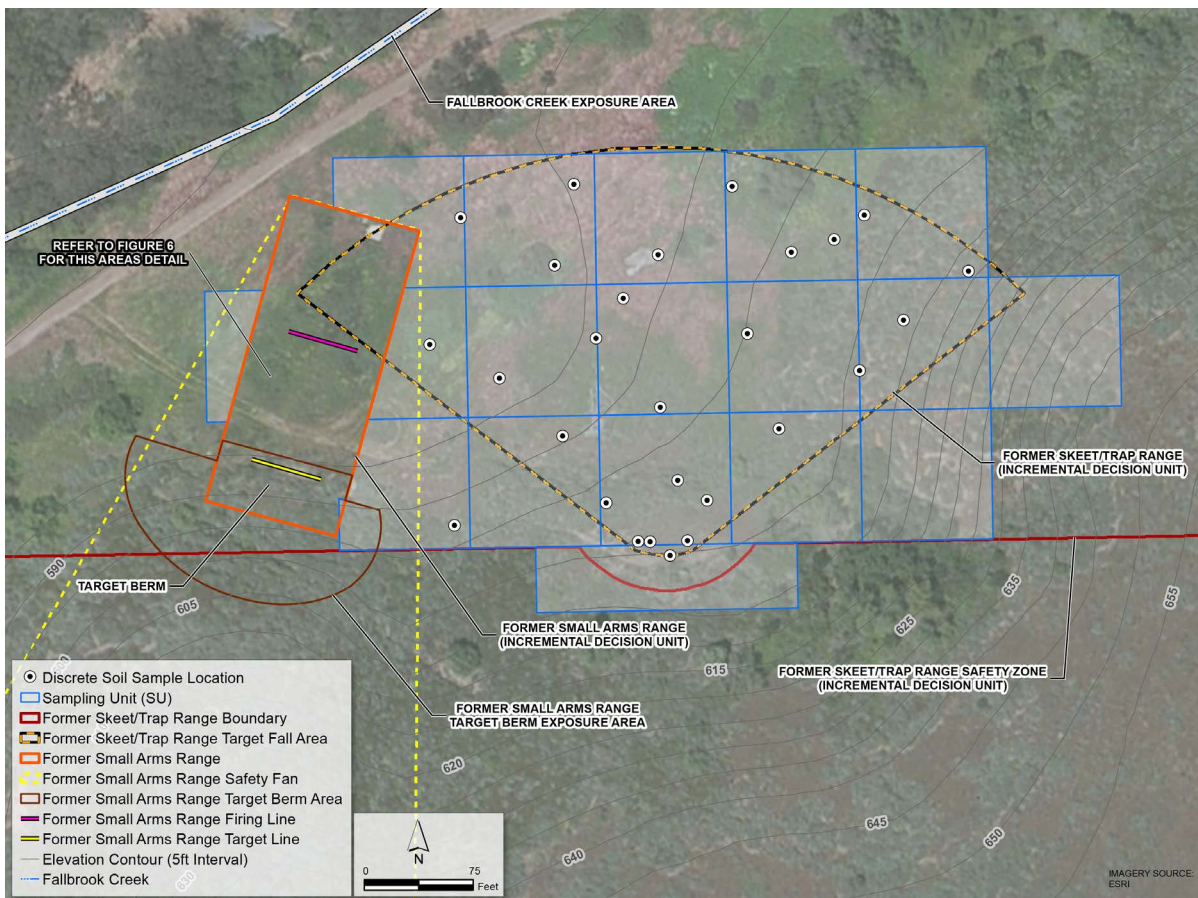 FALLBROOK CREEK EXPOSURE AREA
REFER TO FIGURE 6
FOR THIS AREAS DETAIL
FORMER SKEET/TRAP RANGE
(INCREMENTAL DECISION UNIT)
590
TARGET BERM
605
635
655
625
FORMER SMALL ARMS RANGE
(INCREMENTAL DECISION UNIT)
615
FORMER SKEET/TRAP RANGE SAFETY ZONE
(INCREMENTAL DECISION UNIT)
FORMER SMALL ARMS RANGE
TARGET BERM EXPOSURE AREA
620
645
650
640
Discrete Soil Sample Location
Sampling Unit (SU)
Former Skeet/Trap Range Boundary
Former Skeet/Trap Range Target Fall Area
Former Small Arms Range
Former Small Arms Range Safety Fan
Former Small Arms Range Target Berm Area
Former Small Arms Range Firing Line
Former Small Arms Range Target Line
Elevation Contour (5ft Interval)
Fallbrook Creek
N
0 75
Feet
IMAGERY SOURCE:
ESRI